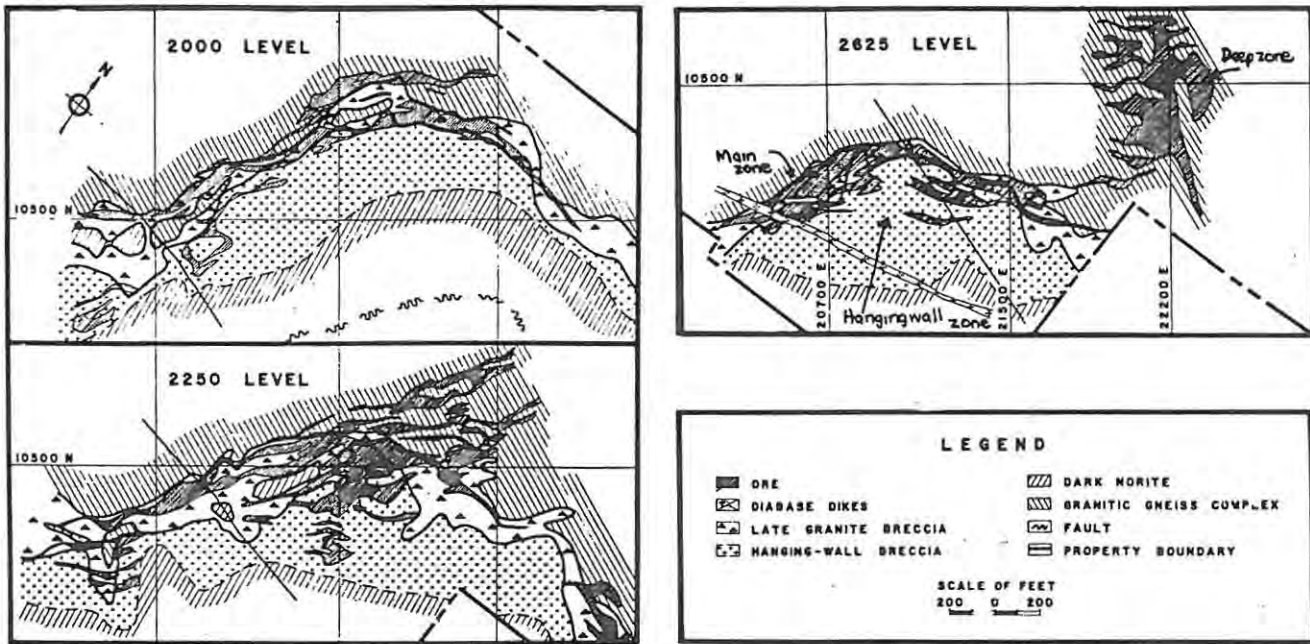 2000 LEVEL
N
10500 N
2250 LEVEL
10500 N
2625 LEVEL
10500 N
Deep zone
Main zone
20700 E
21500 E
22200 E
Hangingwall zone
LEGEND
ORE
DIABASE DIKES
LATE GRANITE BRECCIA
HANGING-WALL BRECCIA
DARK NORITE
GRANITIC GNEISS COMPLEX
FAULT
PROPERTY BOUNDARY
SCALE OF FEET
200 0 200